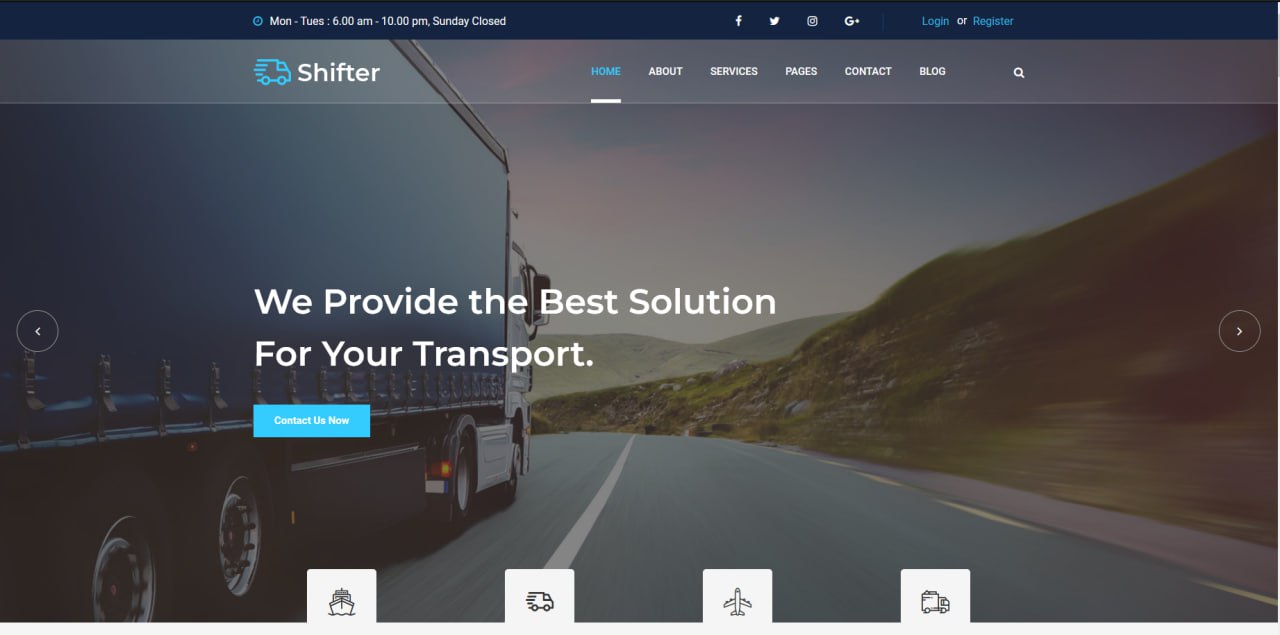 Mon - Tues : 6.00 am - 10.00 pm, Sunday Closed
Login or Register
Shifter
HOME ABOUT SERVICES PAGES CONTACT BLOG
We Provide the Best Solution
For Your Transport.
Contact Us Now